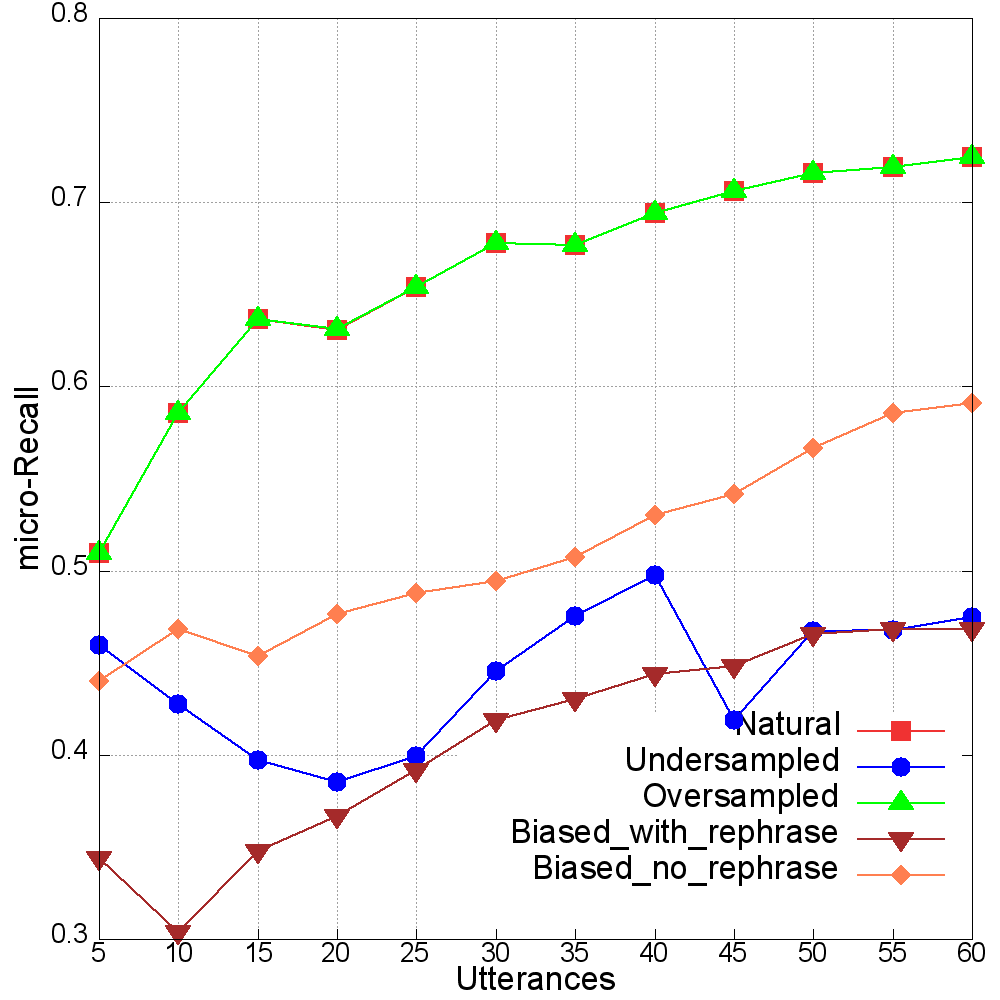 0.8
0.7
0.6
0.5
0.4
0.3
micro-Recall
Natural
Undersampled
Oversampled
Biased_with_rephrase
Biased_no_rephrase
5 10 15 20 25 30 35 40 45 50 55 60
Utterances